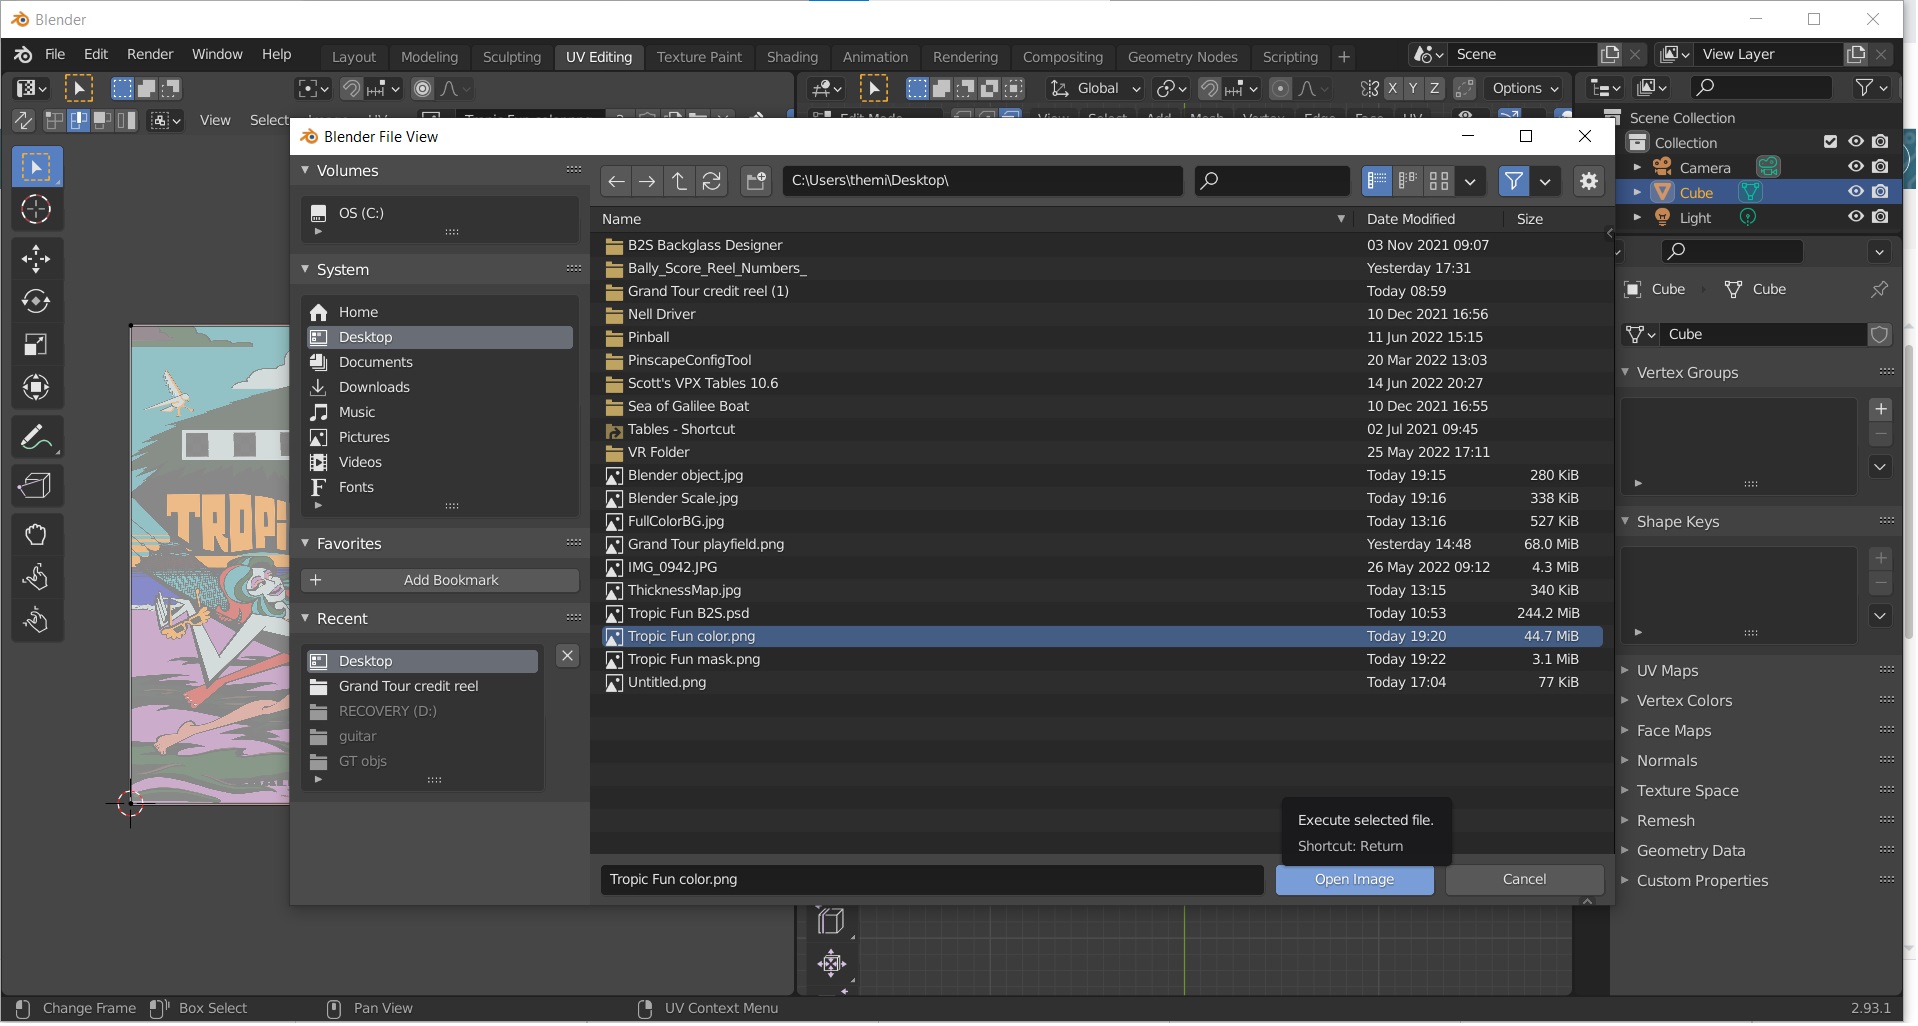 Blender
File Edit Render Window Help Layout Modeling Sculpting UV Editing Texture Paint Shading Animation Rendering Compositing Geometry Nodes Scripting + Scene View Layer
Global X Y Z Options
View Select
Scene Collection
Collection
Camera
Cube
Light
Cube Cube
Cube
Vertex Groups
Shape Keys
UV Maps
Vertex Colors
Face Maps
Normals
Texture Space
Remesh
Geometry Data
Custom Properties
TROPI
Blender File View
Volumes
OS (C:)
System
Home
Desktop
Documents
Downloads
Music
Pictures
Videos
Fonts
Favorites
Add Bookmark
Recent
Desktop
Grand Tour credit reel
RECOVERY (D:)
guitar
GT objs
C:\Users\themi\Desktop\
Name Date Modified Size
B2S Backglass Designer 03 Nov 2021 09:07
Bally_Score_Reel_Numbers_ Yesterday 17:31
Grand Tour credit reel (1) Today 08:59
Nell Driver 10 Dec 2021 16:56
Pinball 11 Jun 2022 15:15
PinscapeConfigTool 20 Mar 2022 13:03
Scott's VPX Tables 10.6 14 Jun 2022 20:27
Sea of Galilee Boat 10 Dec 2021 16:55
Tables - Shortcut 02 Jul 2021 09:45
VR Folder 25 May 2022 17:11
Blender object.jpg Today 19:15 280 KiB
Blender Scale.jpg Today 19:16 338 KiB
FullColorBG.jpg Today 13:16 527 KiB
Grand Tour playfield.png Yesterday 14:48 68.0 MiB
IMG_0942.JPG 26 May 2022 09:12 4.3 MiB
ThicknessMap.jpg Today 13:15 340 KiB
Tropic Fun B2S.psd Today 10:53 244.2 MiB
Tropic Fun color.png Today 19:20 44.7 MiB
Tropic Fun mask.png Today 19:22 3.1 MiB
Untitled.png Today 17:04 77 KiB
Execute selected file.
Shortcut: Return
Tropic Fun color.png Open Image Cancel
Change Frame Box Select Pan View UV Context Menu 2.93.1